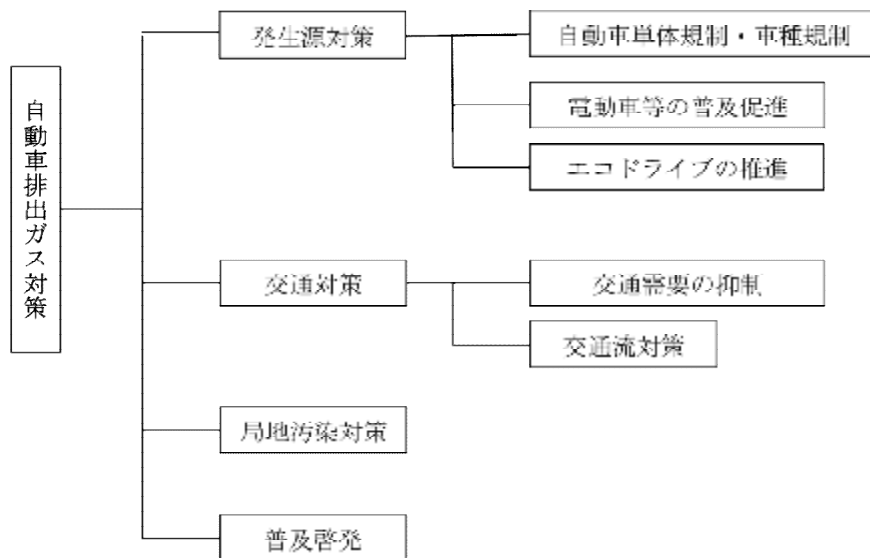 自動車排出ガス対策
発生源対策
自動車単体規制・車種規制
電動車等の普及促進
エコドライブの推進
交通対策
交通需要の抑制
交通流対策
局地汚染対策
普及啓発